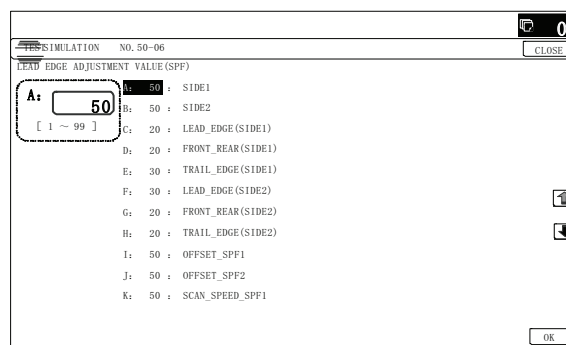 0
TEST SIMULATION NO.50-06
CLOSE
LEAD EDGE ADJUSTMENT VALUE(SPF)
A: 50
[ 1 ～ 99 ]
A: 50 : SIDE1
B: 50 : SIDE2
C: 20 : LEAD_EDGE(SIDE1)
D: 20 : FRONT_REAR(SIDE1)
E: 30 : TRAIL_EDGE(SIDE1)
F: 30 : LEAD_EDGE(SIDE2)
G: 20 : FRONT_REAR(SIDE2)
H: 20 : TRAIL_EDGE(SIDE2)
I: 50 : OFFSET_SPF1
J: 50 : OFFSET_SPF2
K: 50 : SCAN_SPEED_SPF1
OK